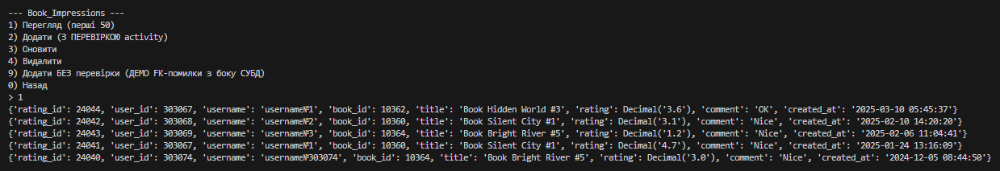 --- Book_Impressions ---
1) Перегляд (перші 50)
2) Додати (З ПЕРЕВІРКОЮ activity)
3) Оновити
4) Видалити
9) Додати БЕЗ перевірки (ДЕМО FK-помилки з боку СУБД)
0) Назад
> 1
{'rating_id': 24044, 'user_id': 303067, 'username': 'username№1', 'book_id': 10362, 'title': 'Book Hidden World #3', 'rating': Decimal('3.6'), 'comment': 'OK', 'created_at': '2025-03-10 05:45:37'}
{'rating_id': 24042, 'user_id': 303068, 'username': 'username№2', 'book_id': 10360, 'title': 'Book Silent City #1', 'rating': Decimal('3.1'), 'comment': 'Nice', 'created_at': '2025-02-10 14:20:20'}
{'rating_id': 24043, 'user_id': 303069, 'username': 'username№3', 'book_id': 10364, 'title': 'Book Bright River #5', 'rating': Decimal('1.2'), 'comment': 'Nice', 'created_at': '2025-02-06 11:04:41'}
{'rating_id': 24041, 'user_id': 303067, 'username': 'username№1', 'book_id': 10360, 'title': 'Book Silent City #1', 'rating': Decimal('4.7'), 'comment': 'Nice', 'created_at': '2025-01-24 13:16:09'}
{'rating_id': 24040, 'user_id': 303074, 'username': 'username№303074', 'book_id': 10364, 'title': 'Book Bright River #5', 'rating': Decimal('3.0'), 'comment': 'Nice', 'created_at': '2024-12-05 08:44:50'}